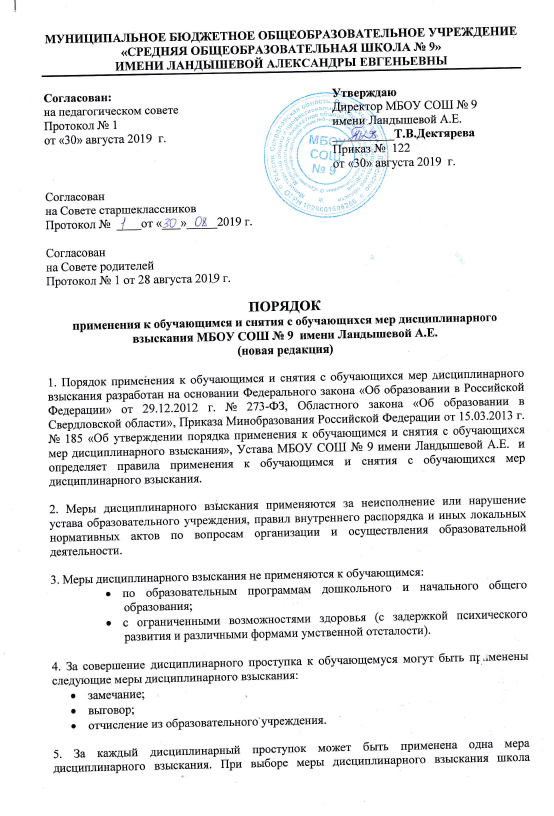 МУНИЦИПАЛЬНОЕ БЮДЖЕТНОЕ ОБЩЕОБРАЗОВАТЕЛЬНОЕ УЧРЕЖДЕНИЕ
«СРЕДНЯЯ ОБЩЕОБРАЗОВАТЕЛЬНАЯ ШКОЛА № 9»
ИМЕНИ ЛАНДЫШЕВОЙ АЛЕКСАНДРЫ ЕВГЕНЬЕВНЫ
Согласован:
на педагогическом совете
Протокол № 1
от «30» августа 2019 г.
Утверждаю
Директор МБОУ СОШ № 9
имени Ландышевой А.Е.
Т.В.Дектярева
Приказ № 122
от «30» августа 2019 г.
МБОУ
СОШ
№ 9
Согласован
на Совете старшеклассников
Протокол № 1 от «30» 08 2019 г.
Согласован
на Совете родителей
Протокол № 1 от 28 августа 2019 г.
ПОРЯДОК
применения к обучающимся и снятия с обучающихся мер дисциплинарного
взыскания МБОУ СОШ № 9 имени Ландышевой А.Е.
(новая редакция)
1. Порядок применения к обучающимся и снятия с обучающихся мер дисциплинарного
взыскания разработан на основании Федерального закона «Об образовании в Российской
Федерации» от 29.12.2012 г. № 273-ФЗ, Областного закона «Об образовании в
Свердловской области», Приказа Минобразования Российской Федерации от 15.03.2013 г.
№ 185 «Об утверждении порядка применения к обучающимся и снятия с обучающихся
мер дисциплинарного взыскания», Устава МБОУ СОШ № 9 имени Ландышевой А.Е. и
определяет правила применения к обучающимся и снятия с обучающихся мер
дисциплинарного взыскания.
2. Меры дисциплинарного взыскания применяются за неисполнение или нарушение
устава образовательного учреждения, правил внутреннего распорядка и иных локальных
нормативных актов по вопросам организации и осуществления образовательной
деятельности.
3. Меры дисциплинарного взыскания не применяются к обучающимся:
• по образовательным программам дошкольного и начального общего
образования;
• с ограниченными возможностями здоровья (с задержкой психического
развития и различными формами умственной отсталости).
4. За совершение дисциплинарного проступка к обучающемуся могут быть применены
следующие меры дисциплинарного взыскания:
• замечание;
• выговор;
• отчисление из образовательного учреждения.
5. За каждый дисциплинарный проступок может быть применена одна мера
дисциплинарного взыскания. При выборе меры дисциплинарного взыскания школа